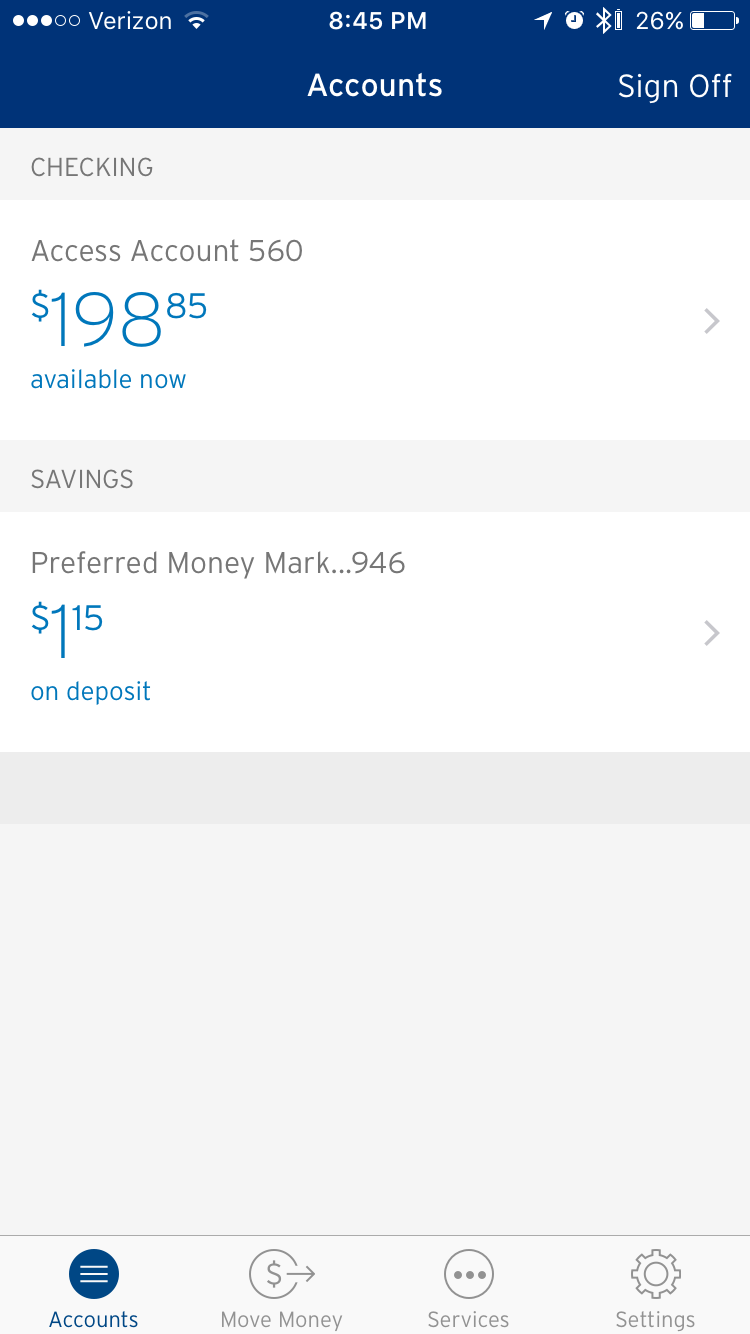 Verizon 8:45 PM 26%
Accounts Sign Off
CHECKING
Access Account 560
$198 85
available now
SAVINGS
Preferred Money Mark...946
$1 15
on deposit
Accounts Move Money Services Settings